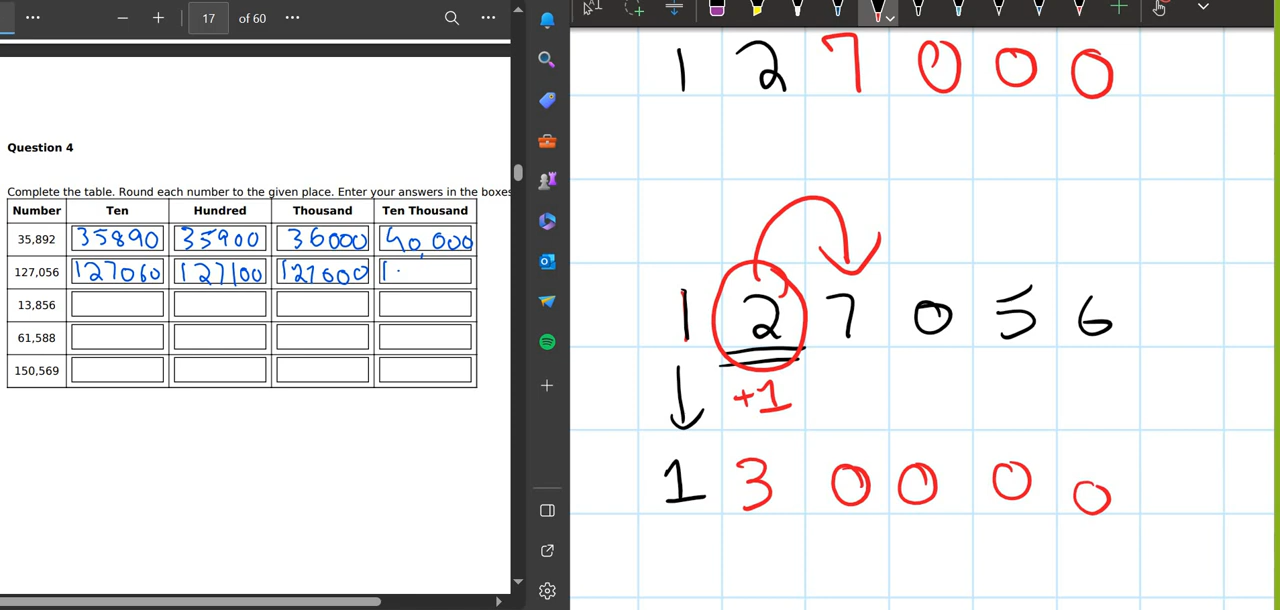 17 of 60
Question 4
Complete the table. Round each number to the given place. Enter your answers in the boxes
Number Ten Hundred Thousand Ten Thousand
35,892 35890 35900 36000 40,000
127,056 127060 127100 127000 1
13,856
61,588
150,569
1 2 7 0 0 0
1 2 7 0 5 6
+1
1 3 0 0 0 0